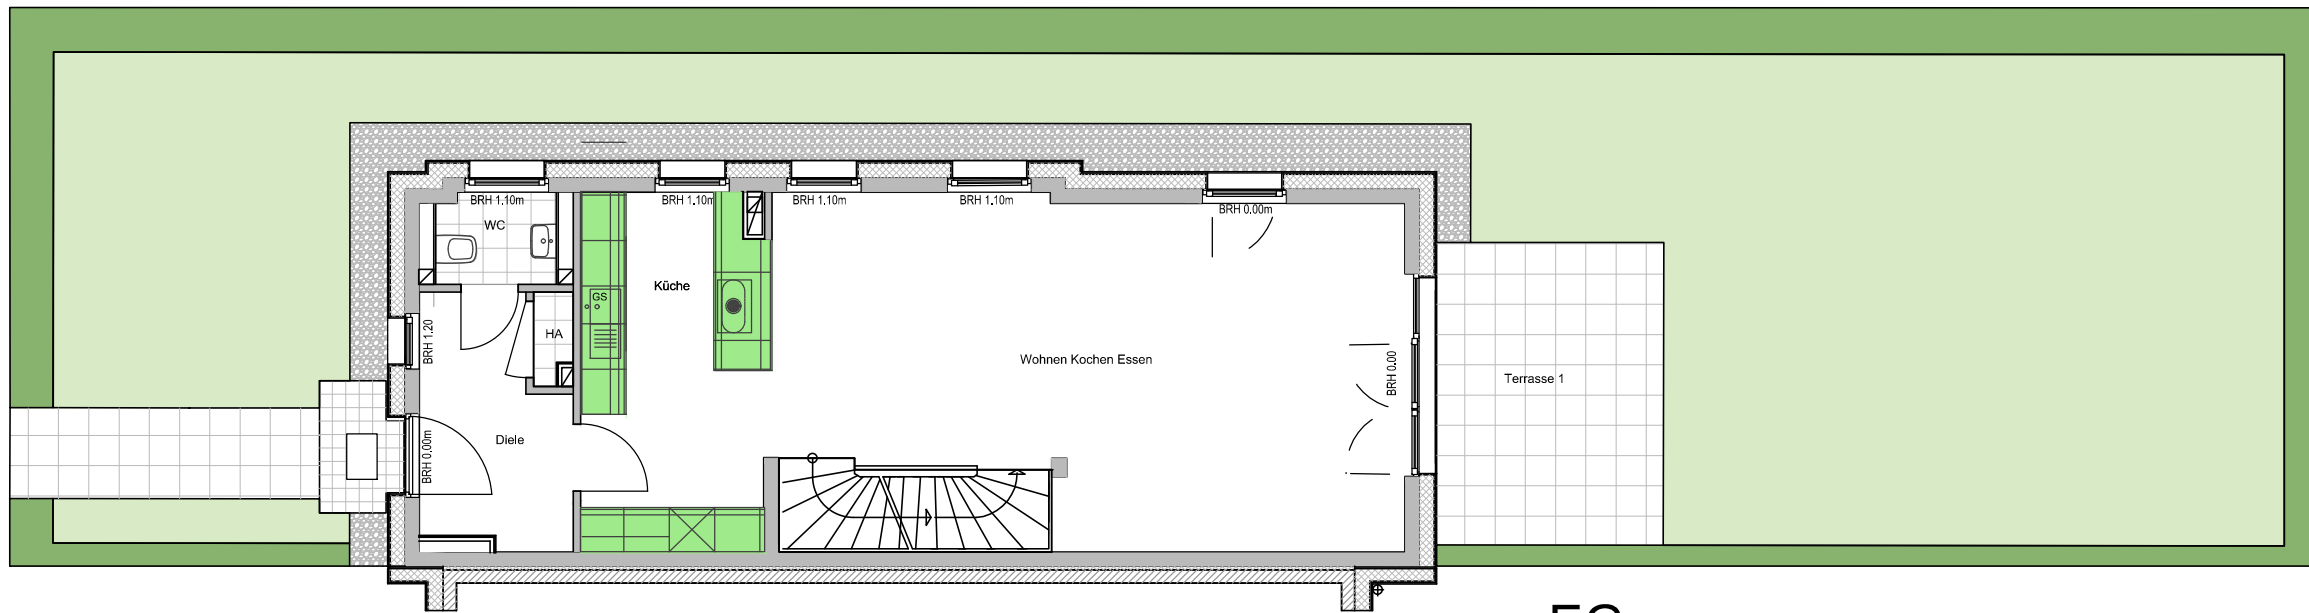 BRH 1.10m
BRH 1.10m
BRH 1.10m
BRH 1.10m
BRH 0.00m
WC
Küche
GS
HA
BRH 1.20
Wohnen Kochen Essen
BRH 0.00
Terrasse 1
Diele
BRH 0.00m